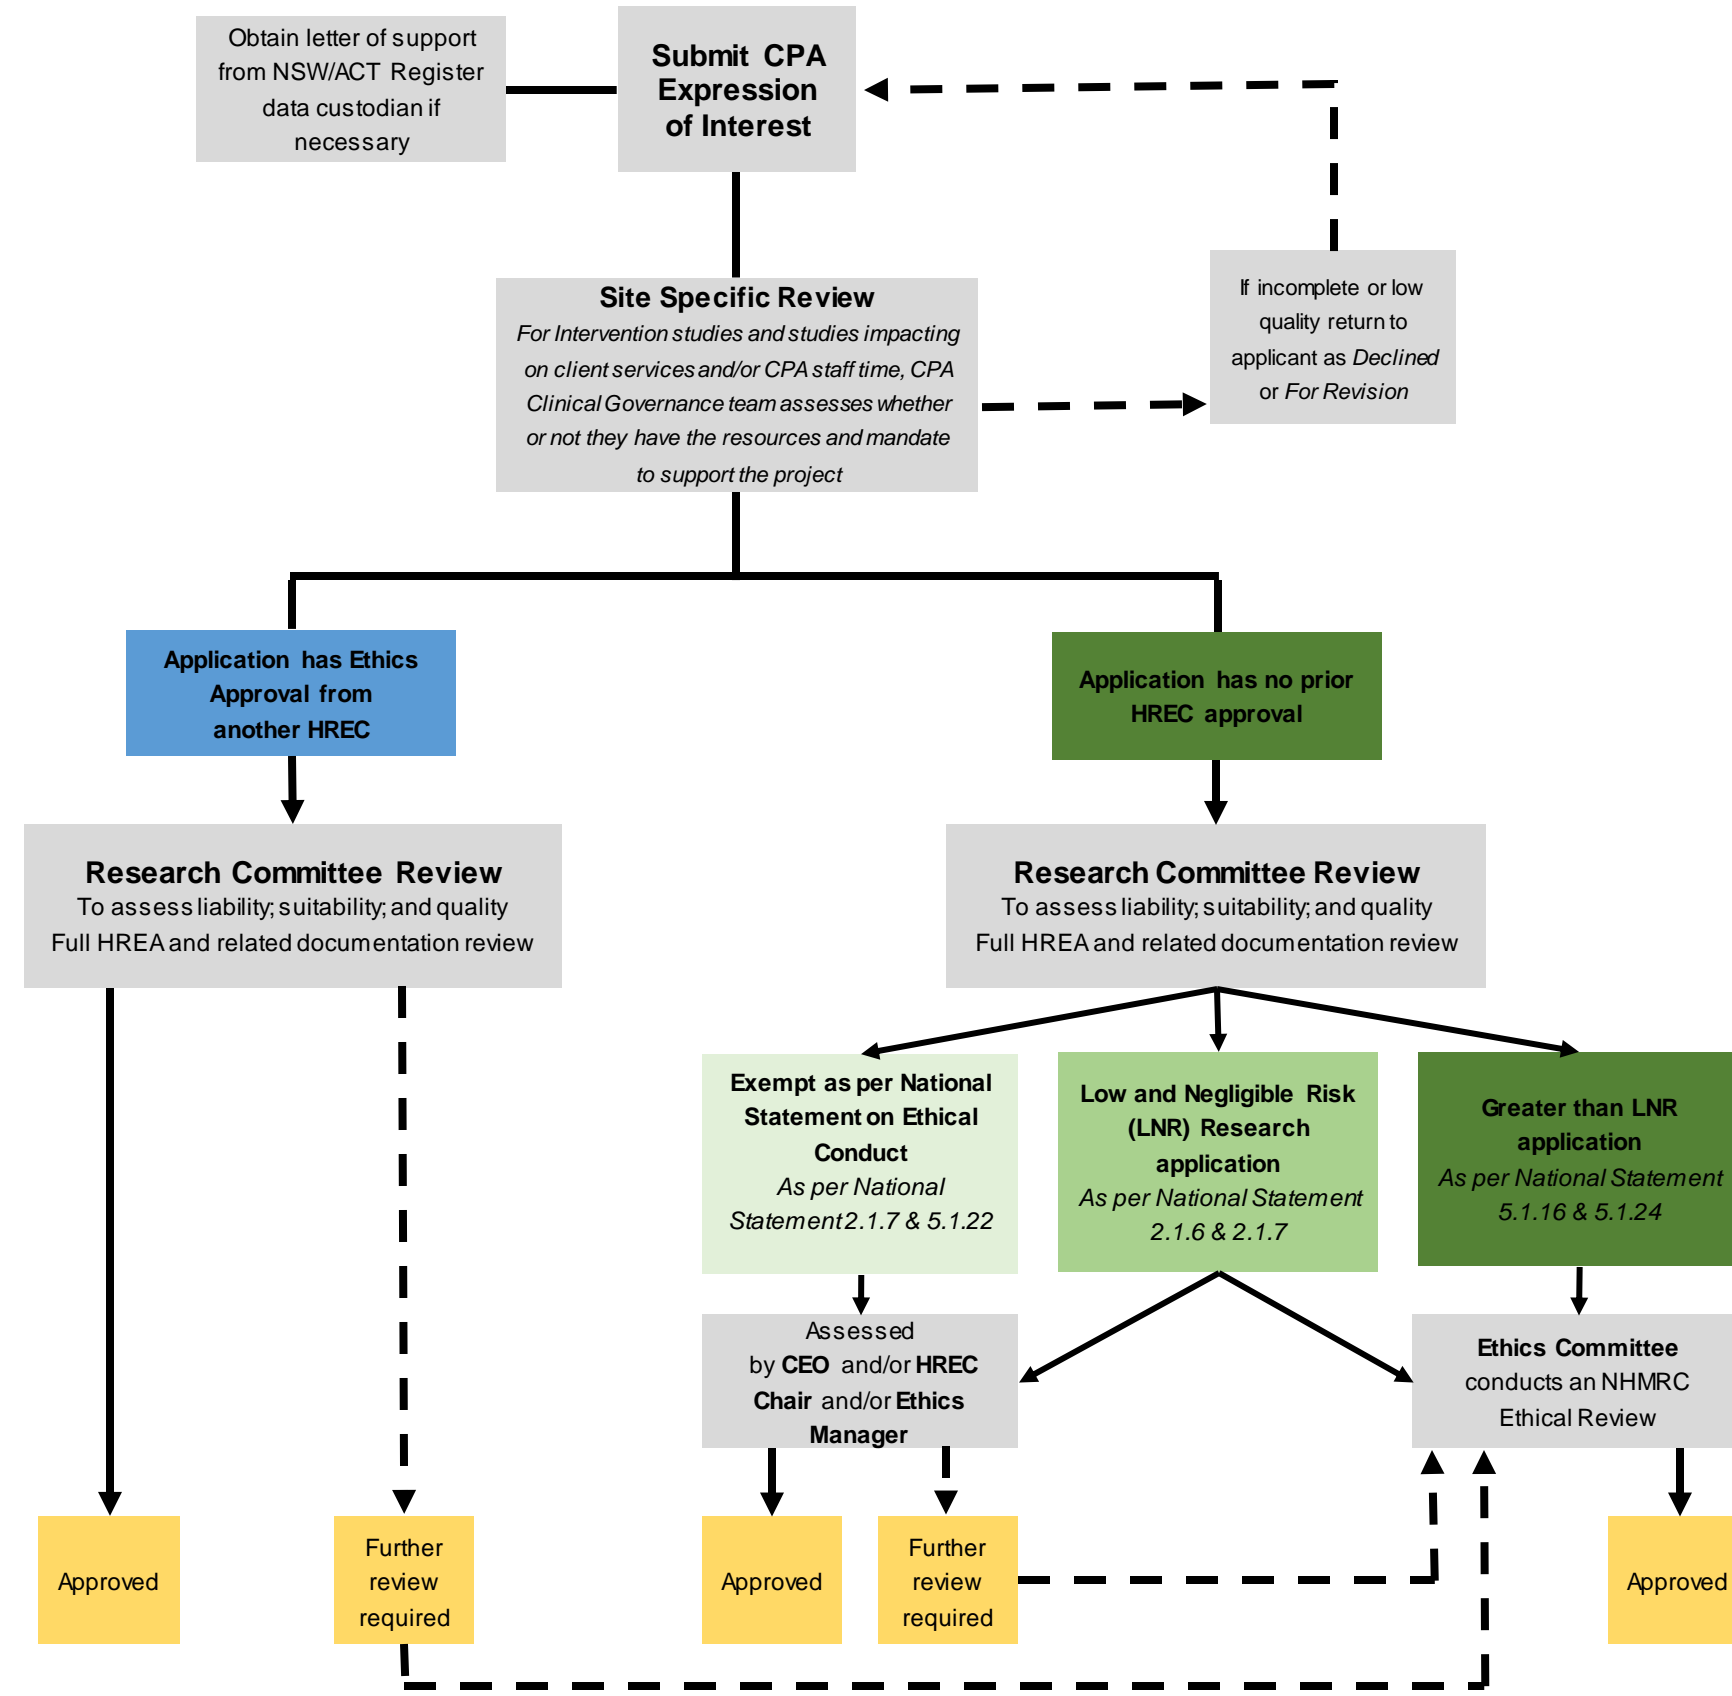 Obtain letter of support
from NSW/ACT Register
data custodian if
necessary
Submit CPA
Expression
of Interest
If incomplete or low
quality return to
applicant as Declined
or For Revision
Site Specific Review
For Intervention studies and studies impacting
on client services and/or CPA staff time, CPA
Clinical Governance team assesses whether
or not they have the resources and mandate
to support the project
Application has Ethics
Approval from
another HREC
Application has no prior
HREC approval
Research Committee Review
To assess liability; suitability; and quality
Full HREA and related documentation review
Research Committee Review
To assess liability; suitability; and quality
Full HREA and related documentation review
Exempt as per National
Statement on Ethical
Conduct
As per National
Statement 2.1.7 & 5.1.22
Low and Negligible Risk
(LNR) Research
application
As per National Statement
2.1.6 & 2.1.7
Greater than LNR
application
As per National Statement
5.1.16 & 5.1.24
Assessed
by CEO and/or HREC
Chair and/or Ethics
Manager
Ethics Committee
conducts an NHMRC
Ethical Review
Approved
Further
review
required
Approved
Further
review
required
Approved